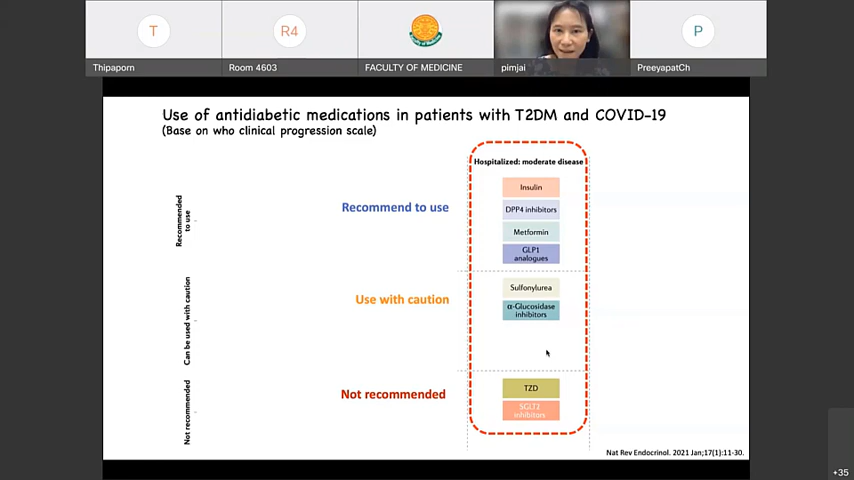 T
R4
P
Thipaporn
Room 4603
FACULTY OF MEDICINE
pimjai
PreeyapatCh
Use of antidiabetic medications in patients with T2DM and COVID-19
(Base on who clinical progression scale)
Hospitalized: moderate disease
Recommended
to use
Recommend to use
Insulin
DPP4 inhibitors
Metformin
GLP1
analogues
Can be used with caution
Use with caution
Sulfonylurea
α-Glucosidase
inhibitors
Not recommended
Not recommended
TZD
SGLT2
inhibitors
Nat Rev Endocrinol. 2021 Jan;17(1):11-30.
+35